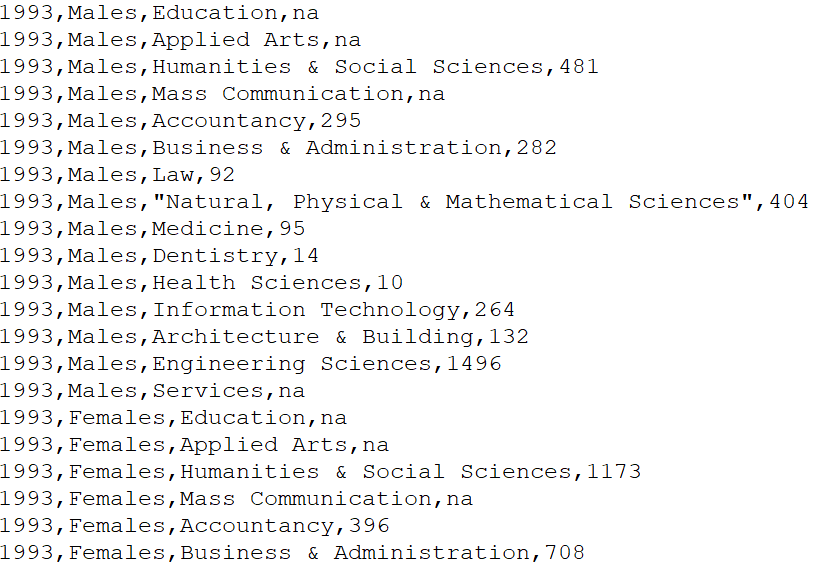 1993,Males,Education,na
1993,Males,Applied Arts,na
1993,Males,Humanities & Social Sciences,481
1993,Males,Mass Communication,na
1993,Males,Accountancy,295
1993,Males,Business & Administration,282
1993,Males,Law,92
1993,Males,"Natural, Physical & Mathematical Sciences",404
1993,Males,Medicine,95
1993,Males,Dentistry,14
1993,Males,Health Sciences,10
1993,Males,Information Technology,264
1993,Males,Architecture & Building,132
1993,Males,Engineering Sciences,1496
1993,Males,Services,na
1993,Females,Education,na
1993,Females,Applied Arts,na
1993,Females,Humanities & Social Sciences,1173
1993,Females,Mass Communication,na
1993,Females,Accountancy,396
1993,Females,Business & Administration,708